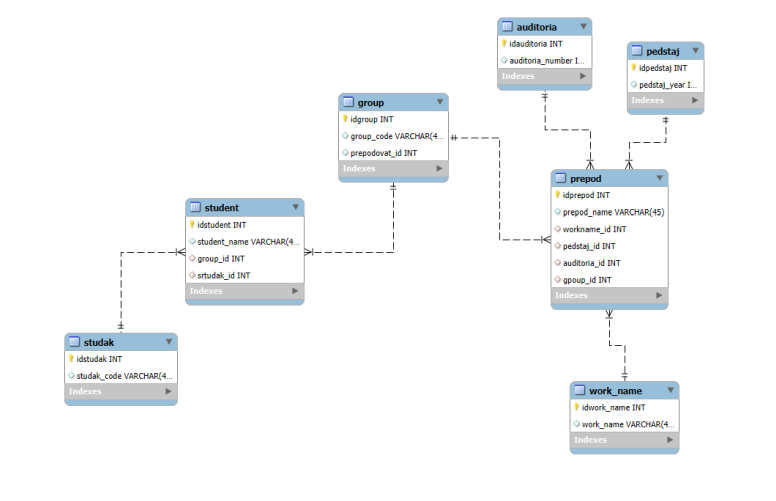 auditoria
idauditoria INT
auditoria_number I...
Indexes
pedstaj
idpedstaj INT
pedstaj_year I...
Indexes
group
idgroup INT
group_code VARCHAR(4...
prepodovat_id INT
Indexes
prepod
idprepod INT
prepod_name VARCHAR(45)
workname_id INT
pedstaj_id INT
auditoria_id INT
gpoup_id INT
Indexes
student
idstudent INT
student_name VARCHAR(4...
group_id INT
srtudak_id INT
Indexes
studak
idstudak INT
studak_code VARCHAR(4...
Indexes
work_name
idwork_name INT
work_name VARCHAR(4...
Indexes